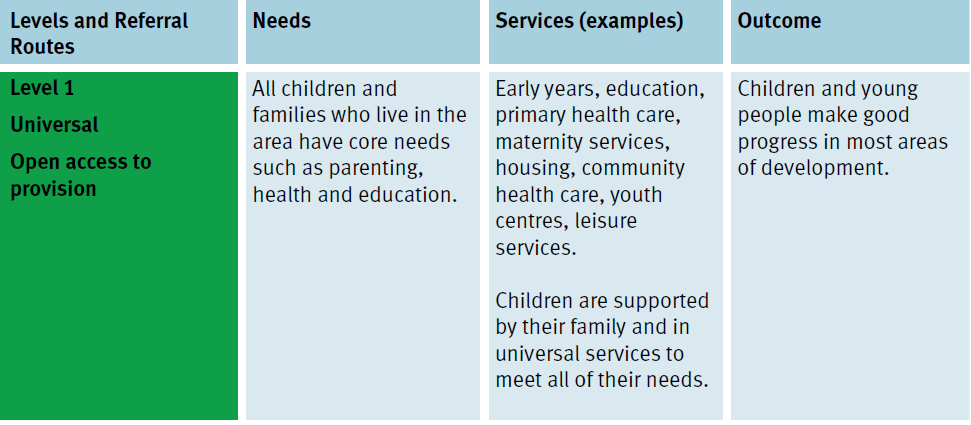 Levels and Referral
Routes
Needs
Services (examples)
Outcome
Level 1
Universal
Open access to
provision
All children and
families who live in the
area have core needs
such as parenting,
health and education.
Early years, education,
primary health care,
maternity services,
housing, community
health care, youth
centres, leisure
services.
Children are supported
by their family and in
universal services to
meet all of their needs.
Children and young
people make good
progress in most areas
of development.